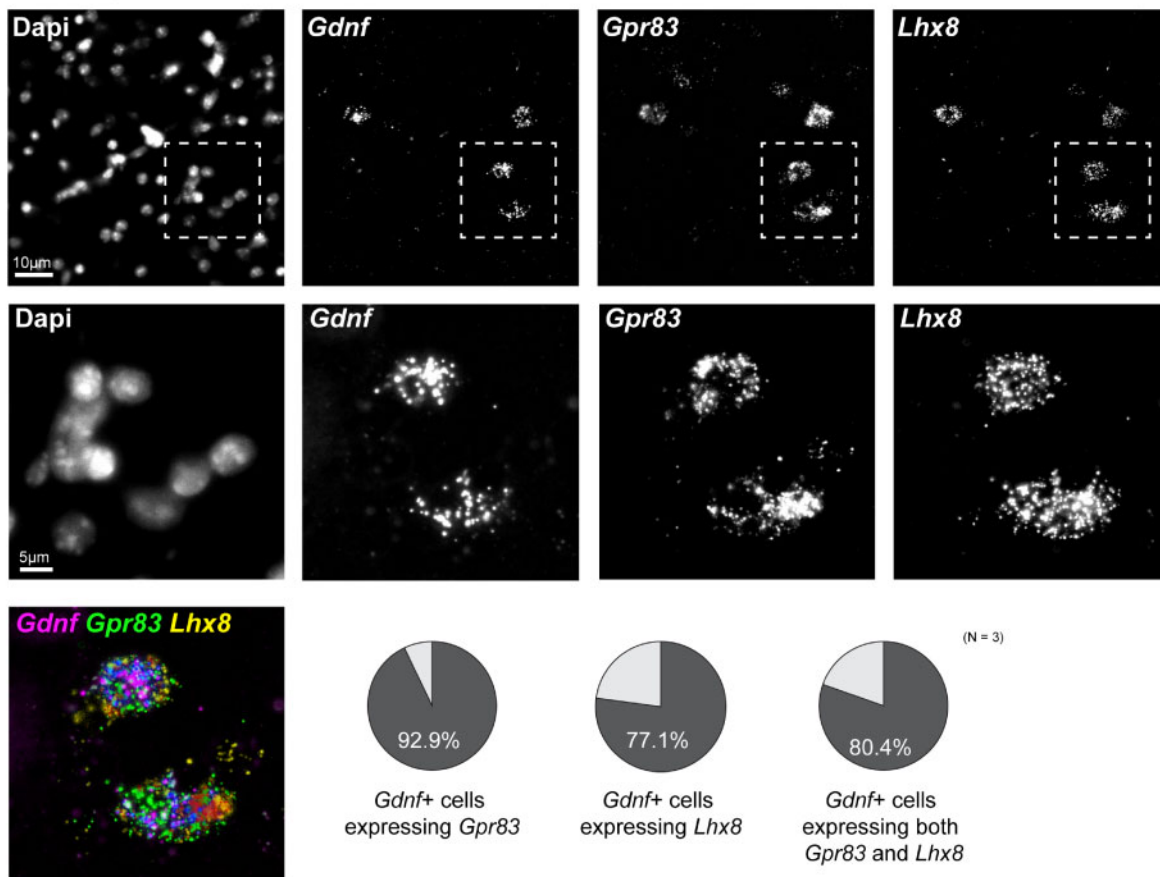 Dapi
Gdnf
Gpr83
Lhx8
10µm
Dapi
Gdnf
Gpr83
Lhx8
5µm
Gdnf Gpr83 Lhx8
(N = 3)
92.9%
77.1%
80.4%
Gdnf+ cells
expressing Gpr83
Gdnf+ cells
expressing Lhx8
Gdnf+ cells
expressing both
Gpr83 and Lhx8